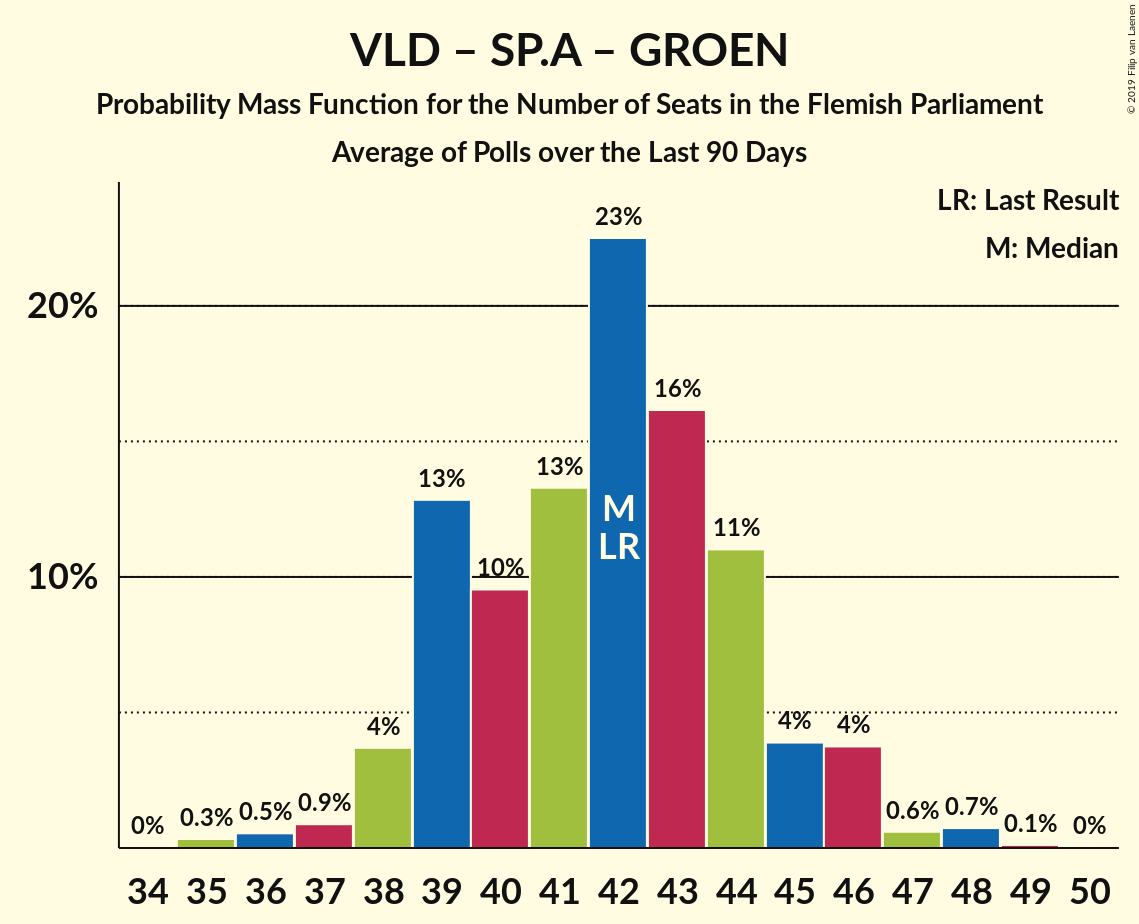 VLD – SP.A – GROEN
Probability Mass Function for the Number of Seats in the Flemish Parliament
Average of Polls over the Last 90 Days
© 2019 Filip van Laenen
LR: Last Result
M: Median
20%
10%
0%
0.3%
0.5%
0.9%
4%
13%
10%
13%
23%
16%
11%
4%
4%
0.6%
0.7%
0.1%
0%
M
LR
34 35 36 37 38 39 40 41 42 43 44 45 46 47 48 49 50